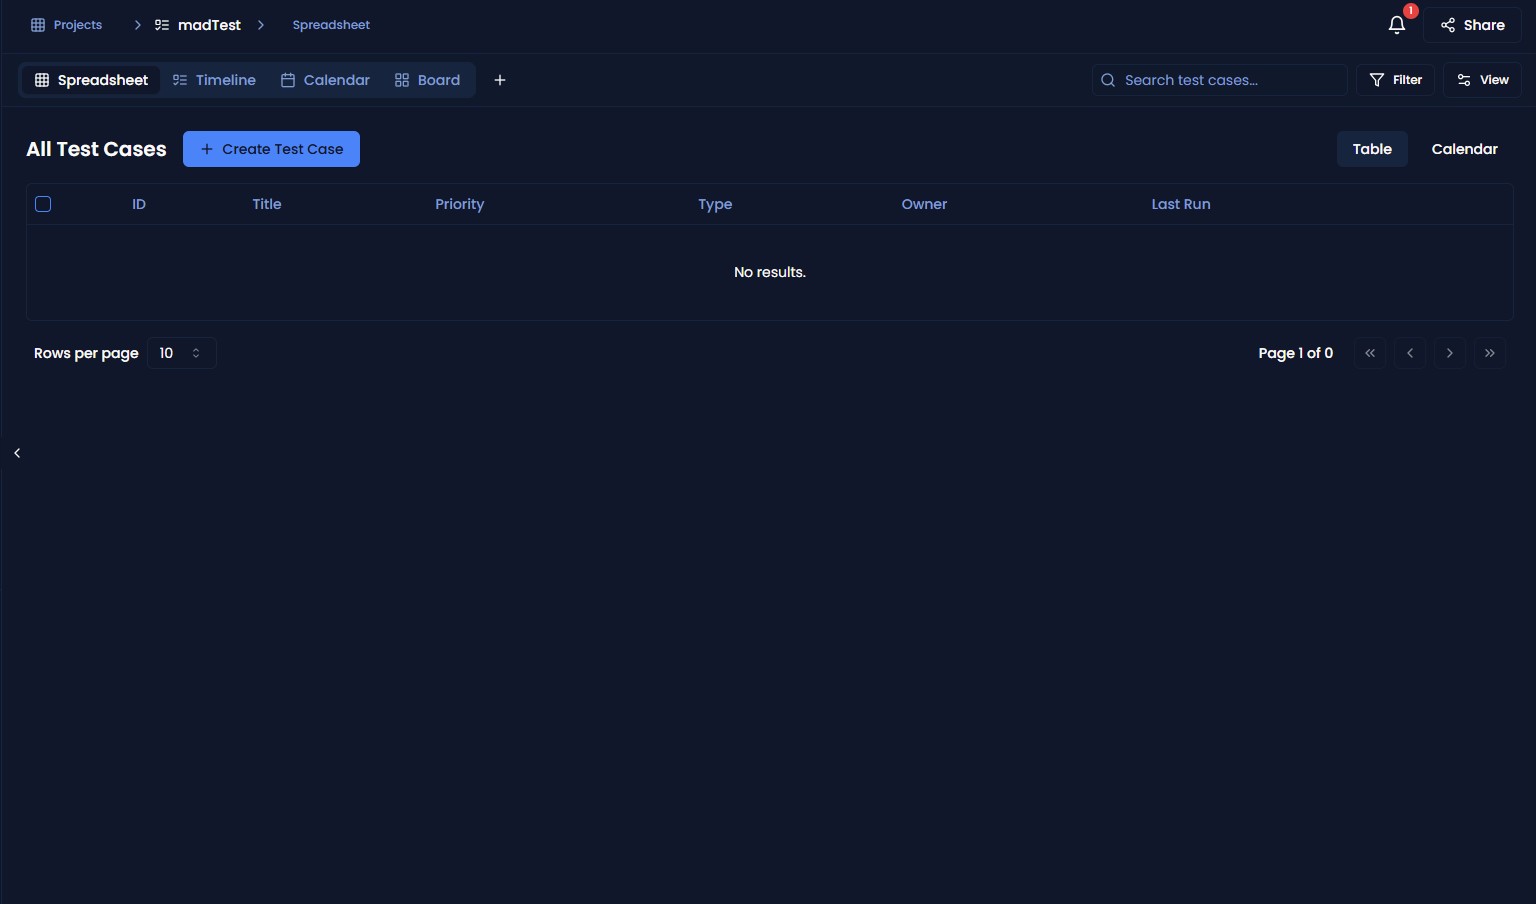 Projects > madTest > Spreadsheet
1
Share
Spreadsheet Timeline Calendar Board +
Search test cases...
Filter
View
All Test Cases
+ Create Test Case
Table Calendar
ID Title Priority Type Owner Last Run
No results.
Rows per page 10
Page 1 of 0